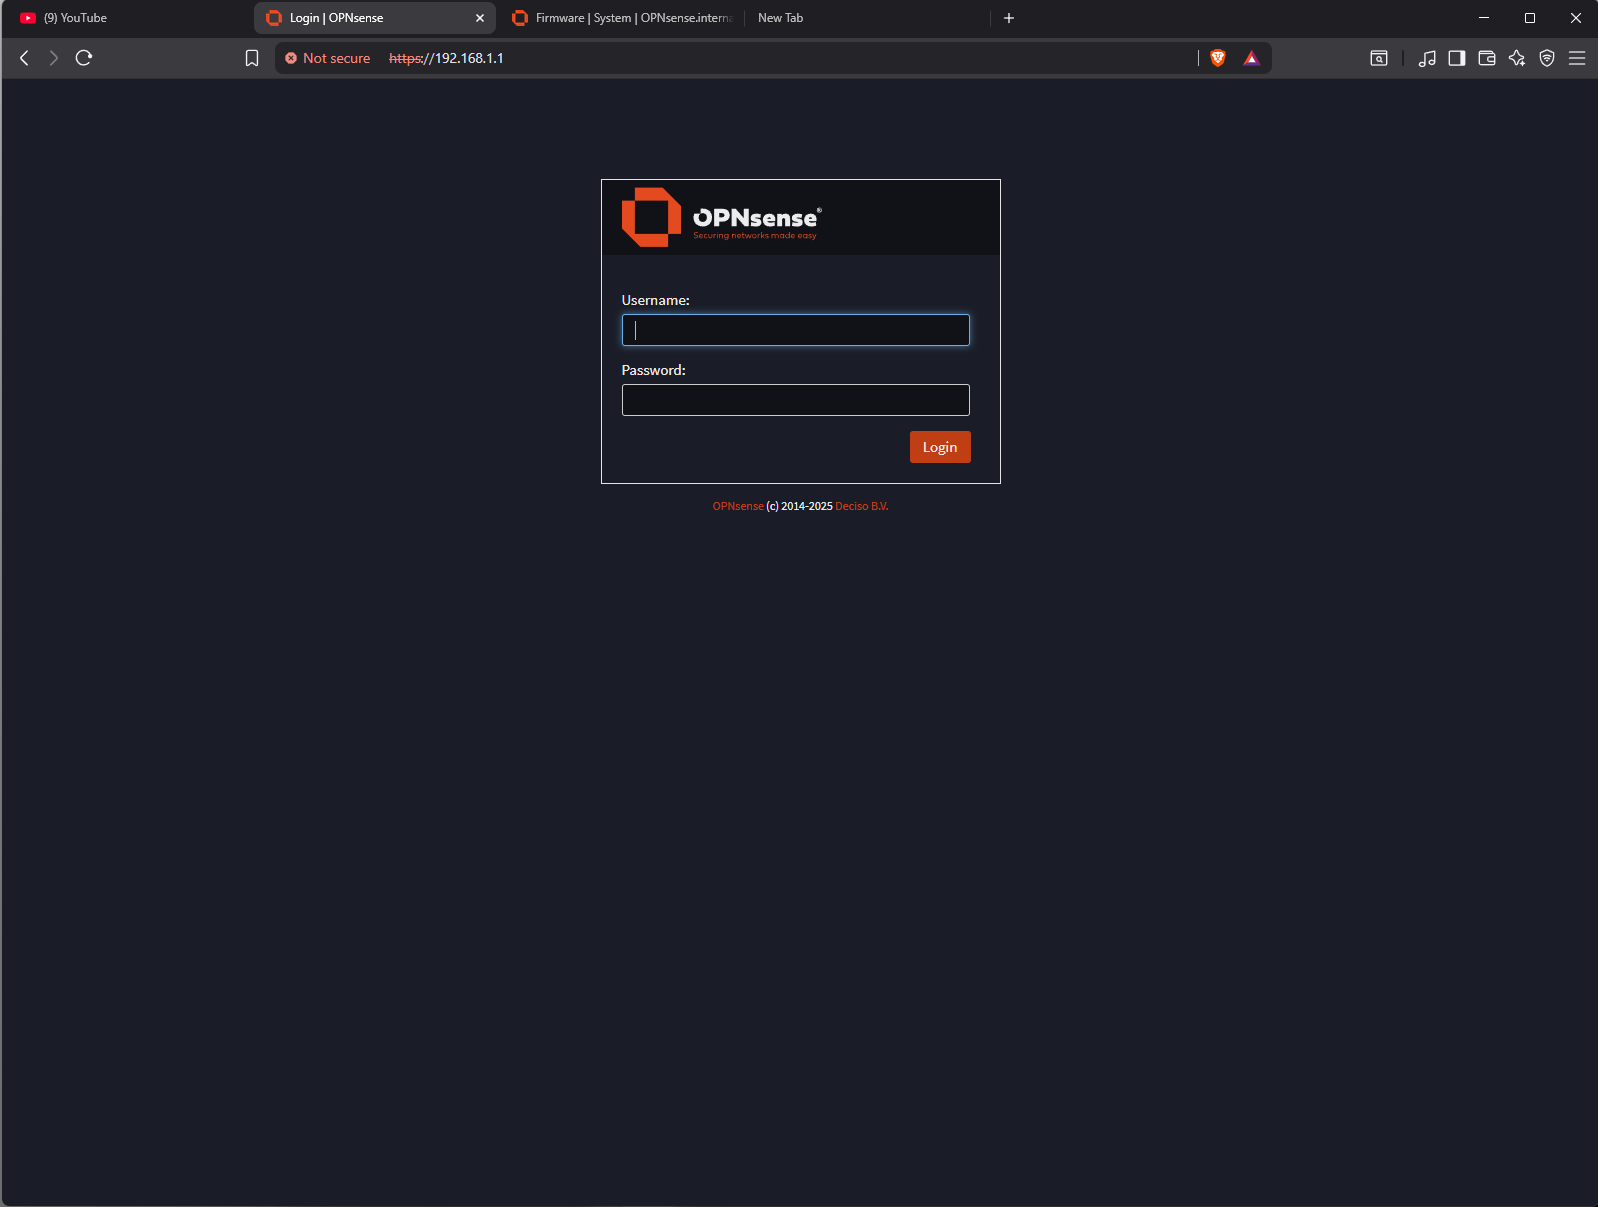 (9) YouTube
Login | OPNsense
Firmware | System | OPNsense.interna
New Tab
Not secure
https://192.168.1.1
OPNsense®
Securing networks made easy
Username:
Password:
Login
OPNsense (c) 2014-2025 Deciso B.V.